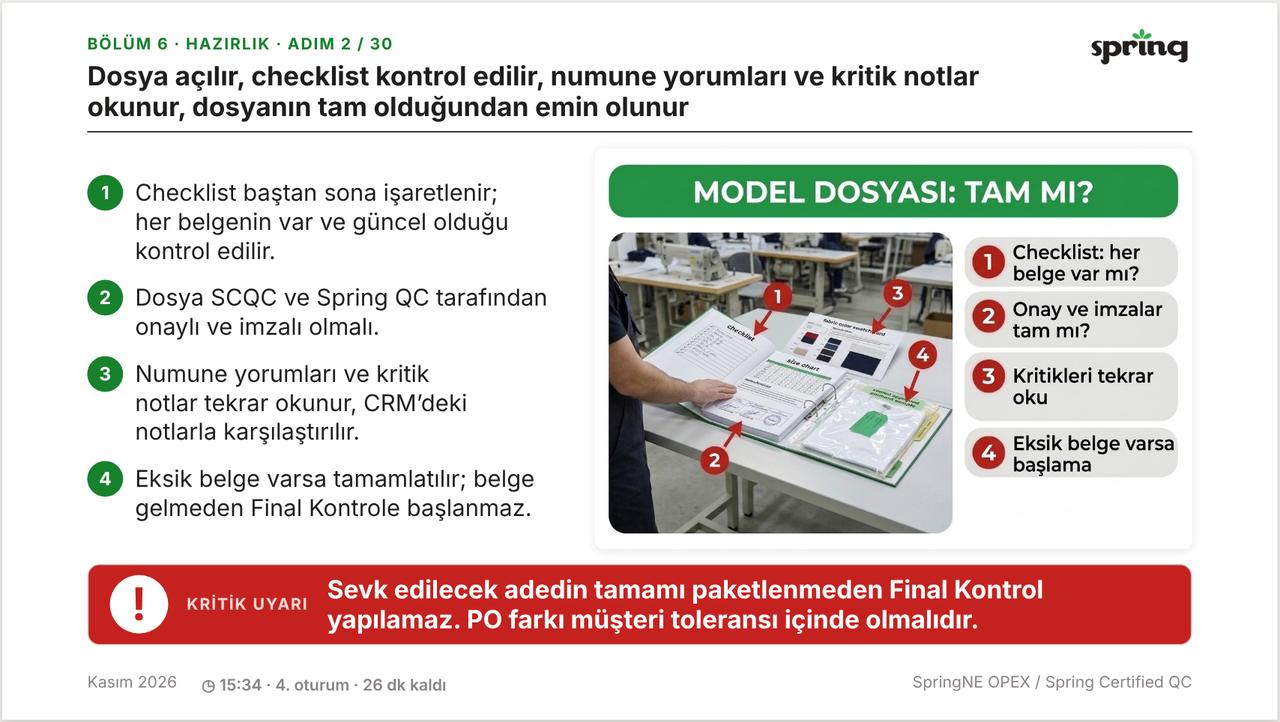 BÖLÜM 6 · HAZIRLIK · ADIM 2 / 30
spring
Dosya açılır, checklist kontrol edilir, numune yorumları ve kritik notlar
okunur, dosyanın tam olduğundan emin olunur
1 Checklist baştan sona işaretlenir;
her belgenin var ve güncel olduğu
kontrol edilir.
2 Dosya SCQC ve Spring QC tarafından
onaylı ve imzalı olmalı.
3 Numune yorumları ve kritik
notlar tekrar okunur, CRM’deki
notlarla karşılaştırılır.
4 Eksik belge varsa tamamlatılır; belge
gelmeden Final Kontrole başlanmaz.
MODEL DOSYASI: TAM MI?
1
3
4
2
checklist
size chart
1 Checklist: her
belge var mı?
2 Onay ve imzalar
tam mı?
3 Kritikleri tekrar
oku
4 Eksik belge varsa
başlama
! KRİTİK UYARI
Sevk edilecek adedin tamamı paketlenmeden Final Kontrol
yapılamaz. PO farkı müşteri toleransı içinde olmalıdır.
Kasım 2026
15:34 · 4. oturum · 26 dk kaldı
SpringNE OPEX / Spring Certified QC